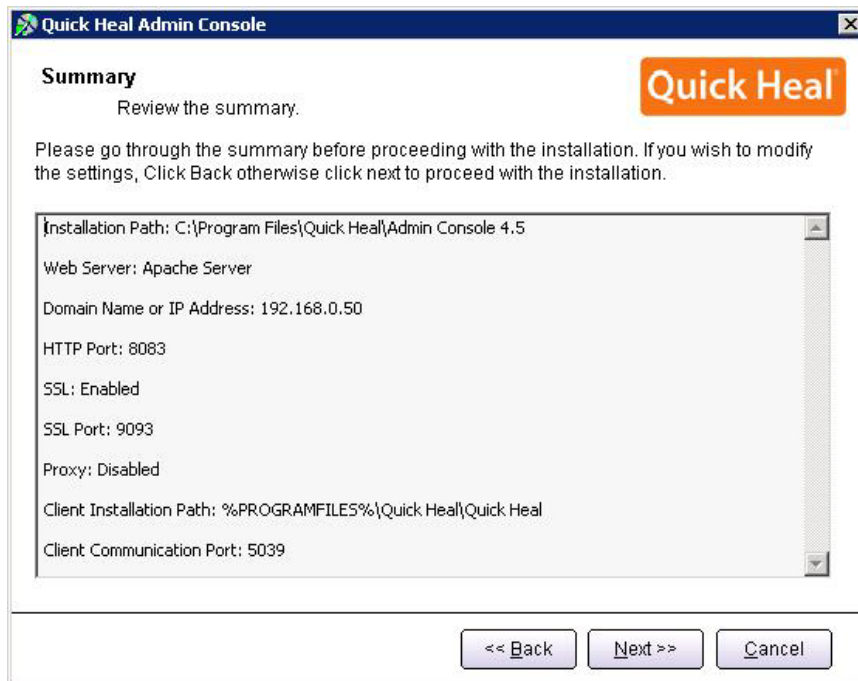 Quick Heal Admin Console
Summary
Quick Heal
Review the summary.
Please go through the summary before proceeding with the installation. If you wish to modify
the settings, Click Back otherwise click next to proceed with the installation.
Installation Path: C:\Program Files\Quick Heal\Admin Console 4.5
Web Server: Apache Server
Domain Name or IP Address: 192.168.0.50
HTTP Port: 8083
SSL: Enabled
SSL Port: 9093
Proxy: Disabled
Client Installation Path: %PROGRAMFILES%\Quick Heal\Quick Heal
Client Communication Port: 5039
<< Back Next >> Cancel